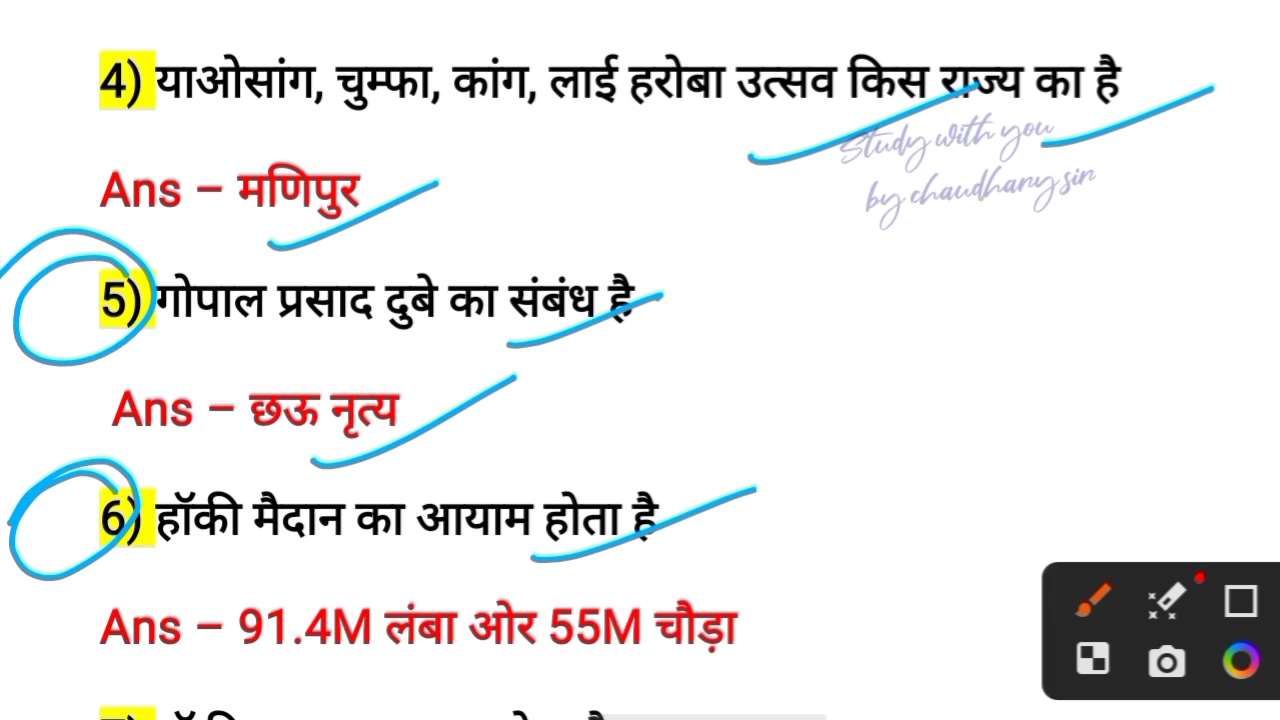 4) याओसांग, चुम्फा, कांग, लाई हरोबा उत्सव किस राज्य का है
Study with you
by chaudhary sir
Ans – मणिपुर
5) गोपाल प्रसाद दुबे का संबंध है
Ans – छऊ नृत्य
6) हॉकी मैदान का आयाम होता है
Ans – 91.4M लंबा ओर 55M चौड़ा